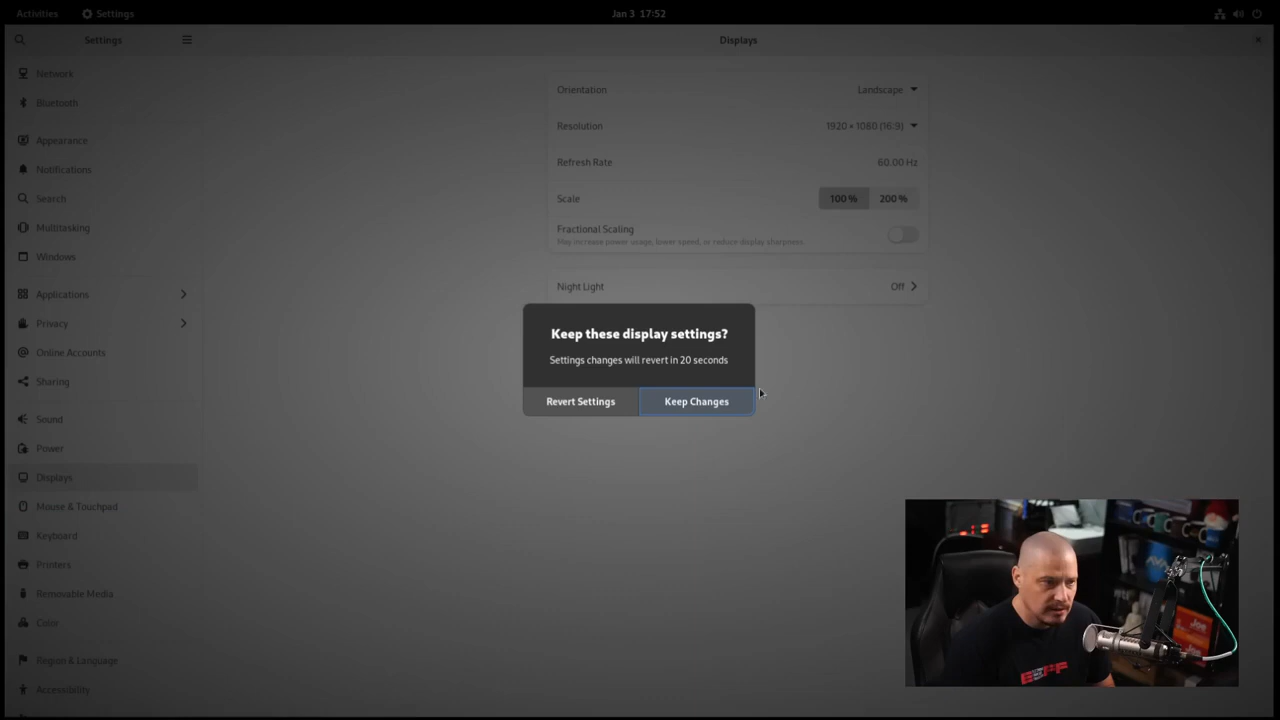 Activities
Settings
Jan 3 17:52
Settings
Displays
Network
Bluetooth
Appearance
Notifications
Search
Multitasking
Windows
Applications
Privacy
Online Accounts
Sharing
Sound
Power
Displays
Mouse & Touchpad
Keyboard
Printers
Removable Media
Color
Region & Language
Accessibility
Orientation
Landscape
Resolution
1920 × 1080 (16:9)
Refresh Rate
60.00 Hz
Scale
100 %
200 %
Fractional Scaling
May increase power usage, lower speed, or reduce display sharpness.
Night Light
Off
Keep these display settings?
Settings changes will revert in 20 seconds
Revert Settings
Keep Changes